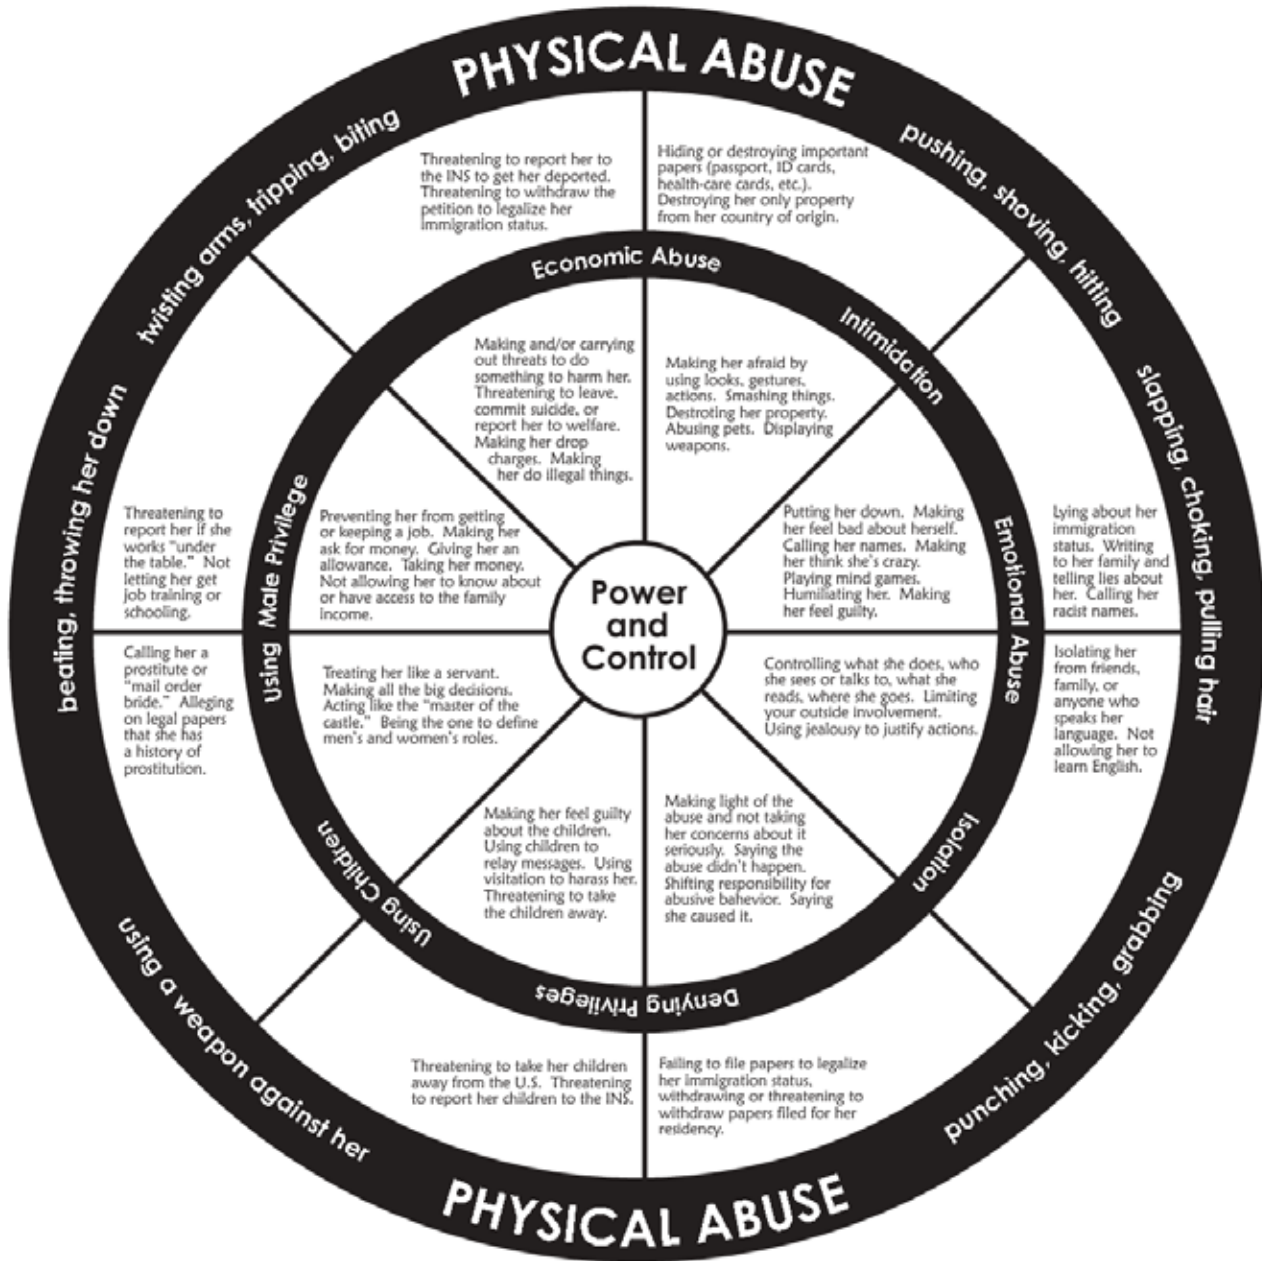 PHYSICAL ABUSE
twisting arms, tripping, biting
pushing, shoving, hitting
slapping, choking, pulling hair
beating, throwing her down
Threatening to report her to
the INS to get her deported.
Threatening to withdraw the
petition to legalize her
immigration status.
Hiding or destroying important
papers (passport, ID cards,
health-care cards, etc.).
Destroying her only property
from her country of origin.
Economic Abuse
Intimidation
Making and/or carrying
out threats to do
something to harm her.
Threatening to leave,
commit suicide, or
report her to welfare.
Making her drop
charges. Making
her do illegal things.
Making her afraid by
using looks, gestures,
actions. Smashing things.
Destroting her property.
Abusing pets. Displaying
weapons.
Threatening to
report her if she
works "under
the table." Not
letting her get
job training or
schooling.
Using Male Privilege
Preventing her from getting
or keeping a job. Making her
ask for money. Giving her an
allowance. Taking her money.
Not allowing her to know about
or have access to the family
income.
Power
and
Control
Putting her down. Making
her feel bad about herself.
Calling her names. Making
her think she's crazy.
Playing mind games.
Humiliating her. Making
her feel guilty.
Emotional Abuse
Lying about her
immigration
status. Writing
to her family and
telling lies about
her. Calling her
racist names.
Calling her a
prostitute or
"mail order
bride." Alleging
on legal papers
that she has
a history of
prostitution.
Treating her like a servant.
Making all the big decisions.
Acting like the "master of the
castle." Being the one to define
men's and women's roles.
Controlling what she does, who
she sees or talks to, what she
reads, where she goes. Limiting
your outside involvement.
Using jealousy to justify actions.
Isolating her
from friends,
family, or
anyone who
speaks her
language. Not
allowing her to
learn English.
Making her feel guilty
about the children.
Using children to
relay messages. Using
visitation to harass her.
Threatening to take
the children away.
Making light of the
abuse and not taking
her concerns about it
seriously. Saying the
abuse didn't happen.
Shifting responsibility for
abusive bahevior. Saying
she caused it.
Using Children
Isolation
Denying Privileges
Threatening to take her children
away from the U.S. Threatening
to report her children to the INS.
Failing to file papers to legalize
her immigration status,
withdrawing or threatening to
withdraw papers filed for her
residency.
using a weapon against her
punching, kicking, grabbing
PHYSICAL ABUSE